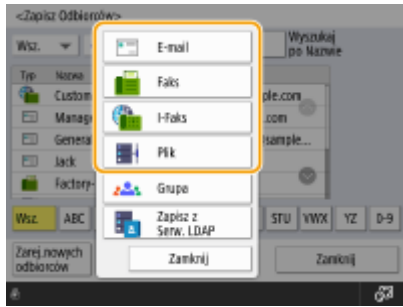 <Zapisz Odbiorców>
Wsz.
Wyszukaj
po Nazwie
Typ
Nazwa
E-mail
Faks
I-Faks
Plik
Grupa
Zapisz z
Serw. LDAP
Zamknij
Custom
ple.com
Manag
.com
Genera
sample...
Jack
Factory-
Wsz.
ABC
STU
VWX
YZ
0-9
Zarej.nowych
odbiorców
Zamknij